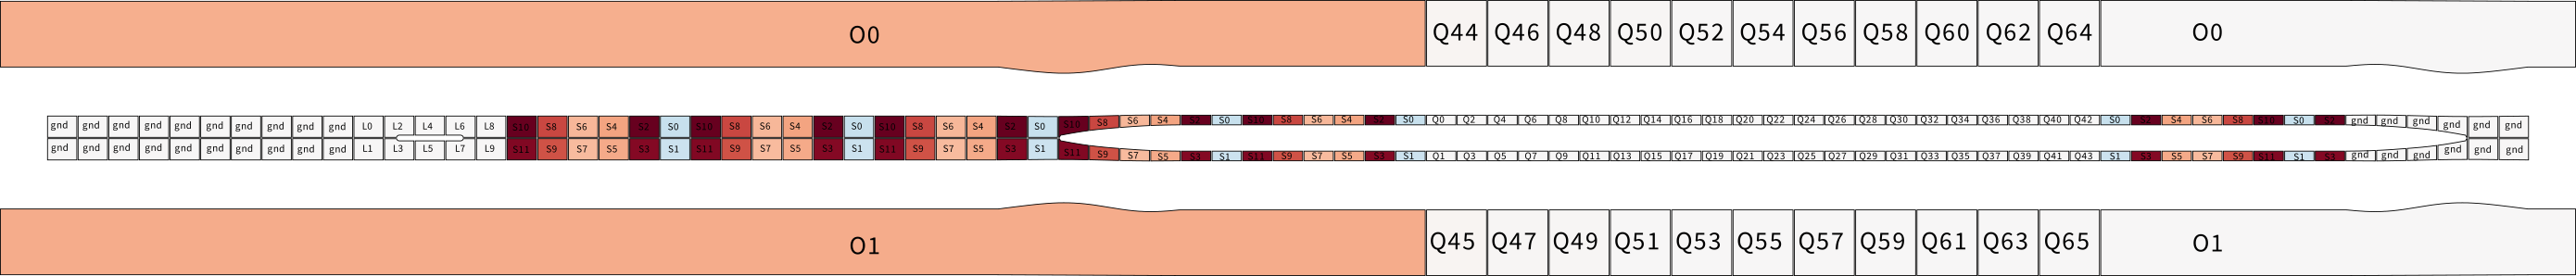 O0 Q44 Q46 Q48 Q50 Q52 Q54 Q56 Q58 Q60 Q62 Q64 O0
gnd gnd gnd gnd gnd gnd gnd gnd gnd gnd L0 L2 L4 L6 L8 S10 S8 S6 S4 S2 S0 S10 S8 S6 S4 S2 S0 S10 S8 S6 S4 S2 S0 S10 S8 S6 S4 S2 S0 S10 S8 S6 S4 S2 S0 Q0 Q2 Q4 Q6 Q8 Q10 Q12 Q14 Q16 Q18 Q20 Q22 Q24 Q26 Q28 Q30 Q32 Q34 Q36 Q38 Q40 Q42 S0 S2 S4 S6 S8 S10 S0 S2 gnd gnd gnd gnd gnd gnd
gnd gnd gnd gnd gnd gnd gnd gnd gnd gnd L1 L3 L5 L7 L9 S11 S9 S7 S5 S3 S1 S11 S9 S7 S5 S3 S1 S11 S9 S7 S5 S3 S1 S11 S9 S7 S5 S3 S1 S11 S9 S7 S5 S3 S1 Q1 Q3 Q5 Q7 Q9 Q11 Q13 Q15 Q17 Q19 Q21 Q23 Q25 Q27 Q29 Q31 Q33 Q35 Q37 Q39 Q41 Q43 S1 S3 S5 S7 S9 S11 S1 S3 gnd gnd gnd gnd gnd gnd
O1 Q45 Q47 Q49 Q51 Q53 Q55 Q57 Q59 Q61 Q63 Q65 O1